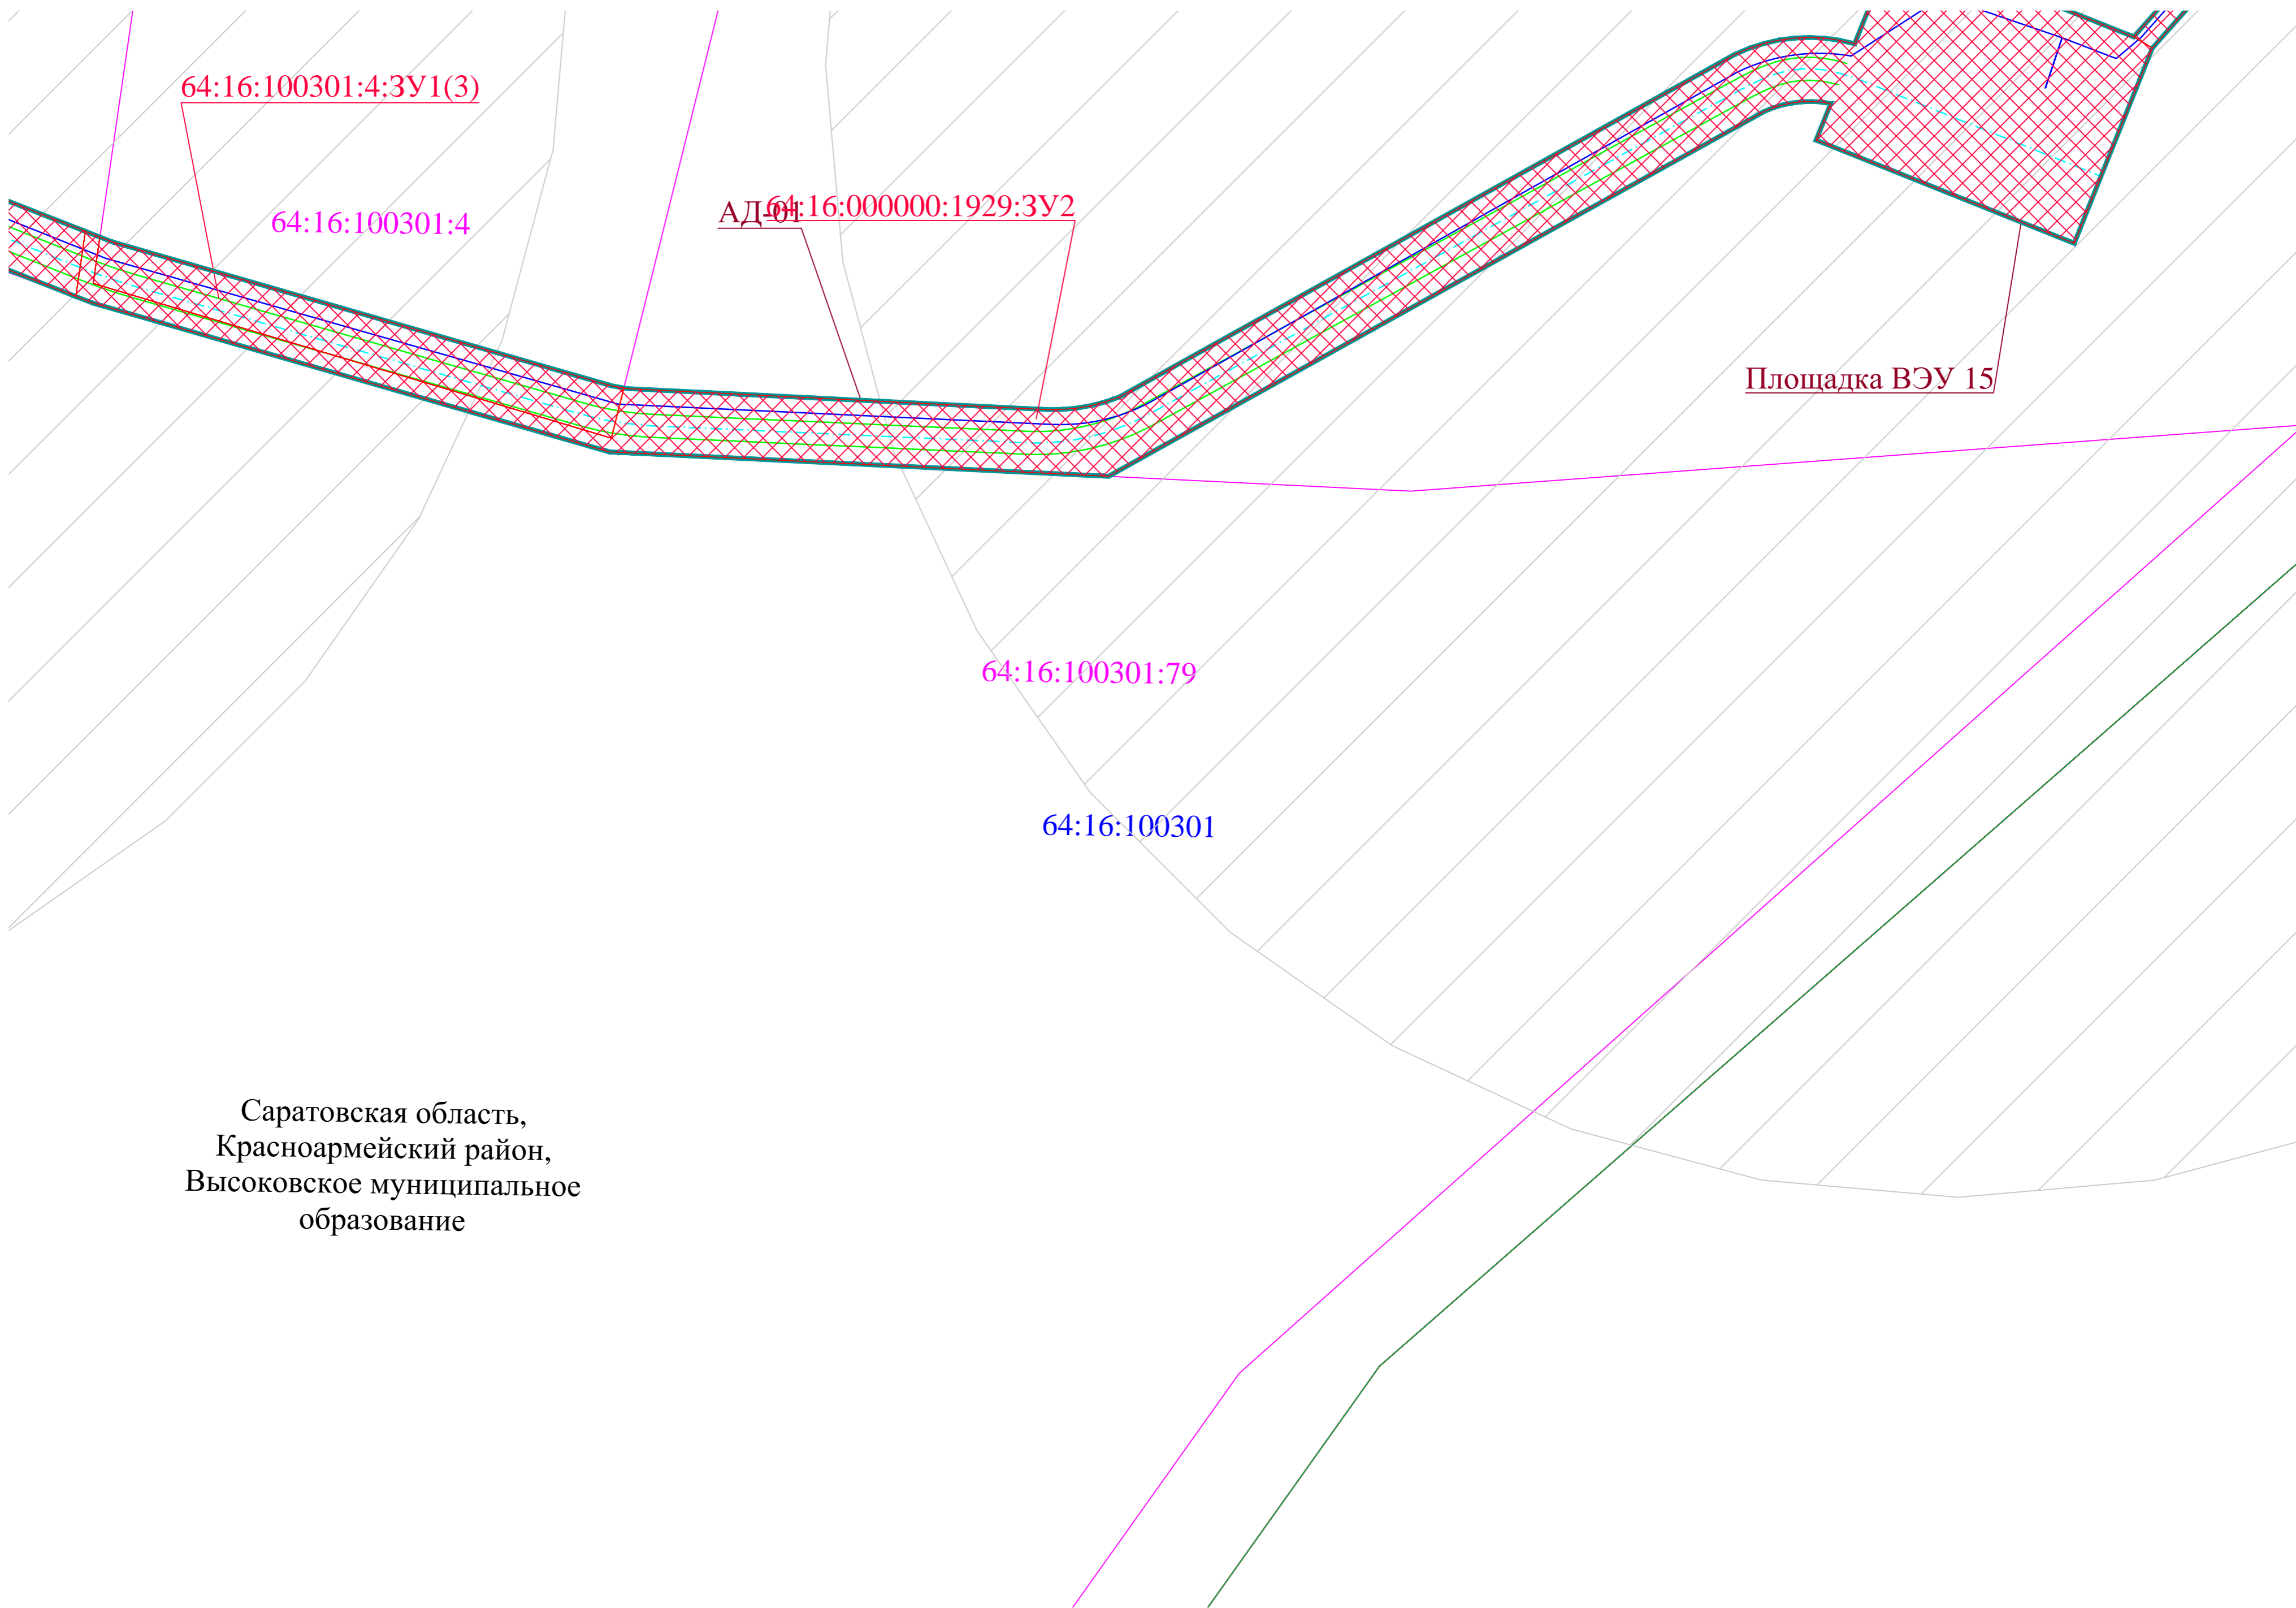 64:16:100301:4:ЗУ1(3)
64:16:100301:4
АД-01
64:16:000000:1929:ЗУ2
Площадка ВЭУ 15
64:16:100301:79
64:16:100301
Саратовская область,
Красноармейский район,
Высоковское муниципальное
образование